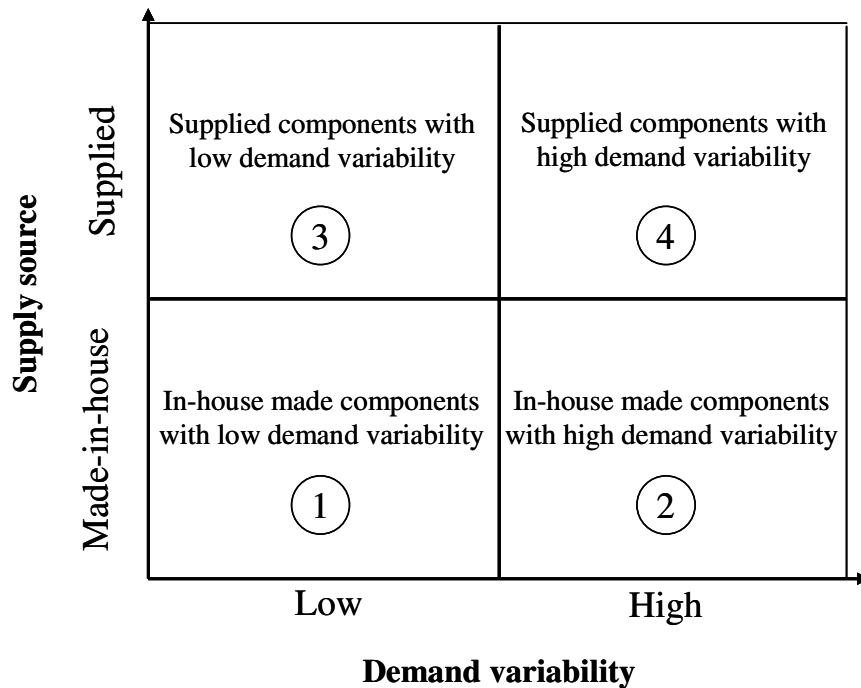 Supply source
Supplied
Made-in-house
Supplied components with
low demand variability
3
Supplied components with
high demand variability
4
In-house made components
with low demand variability
1
In-house made components
with high demand variability
2
Low
High
Demand variability